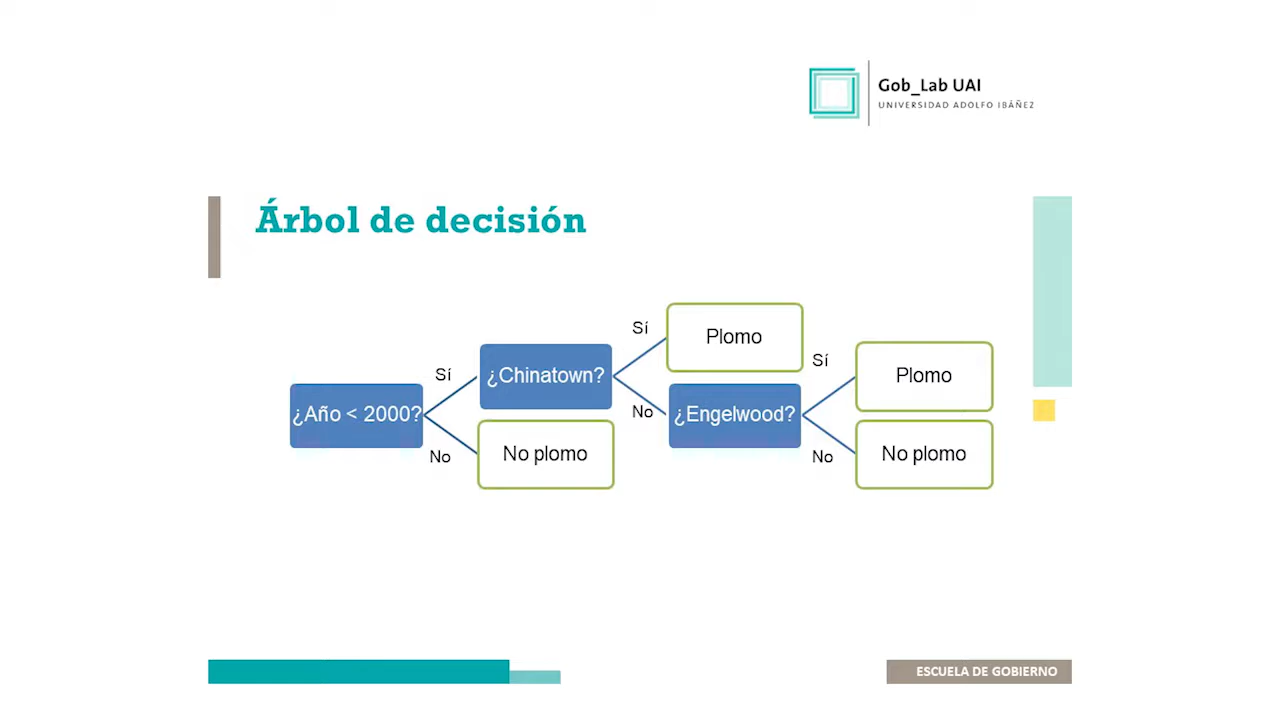 Gob_Lab UAI
UNIVERSIDAD ADOLFO IBÁÑEZ
Árbol de decisión
¿Año < 2000?
Sí
No
¿Chinatown?
No plomo
Sí
No
Plomo
¿Engelwood?
Sí
No
Plomo
No plomo
ESCUELA DE GOBIERNO